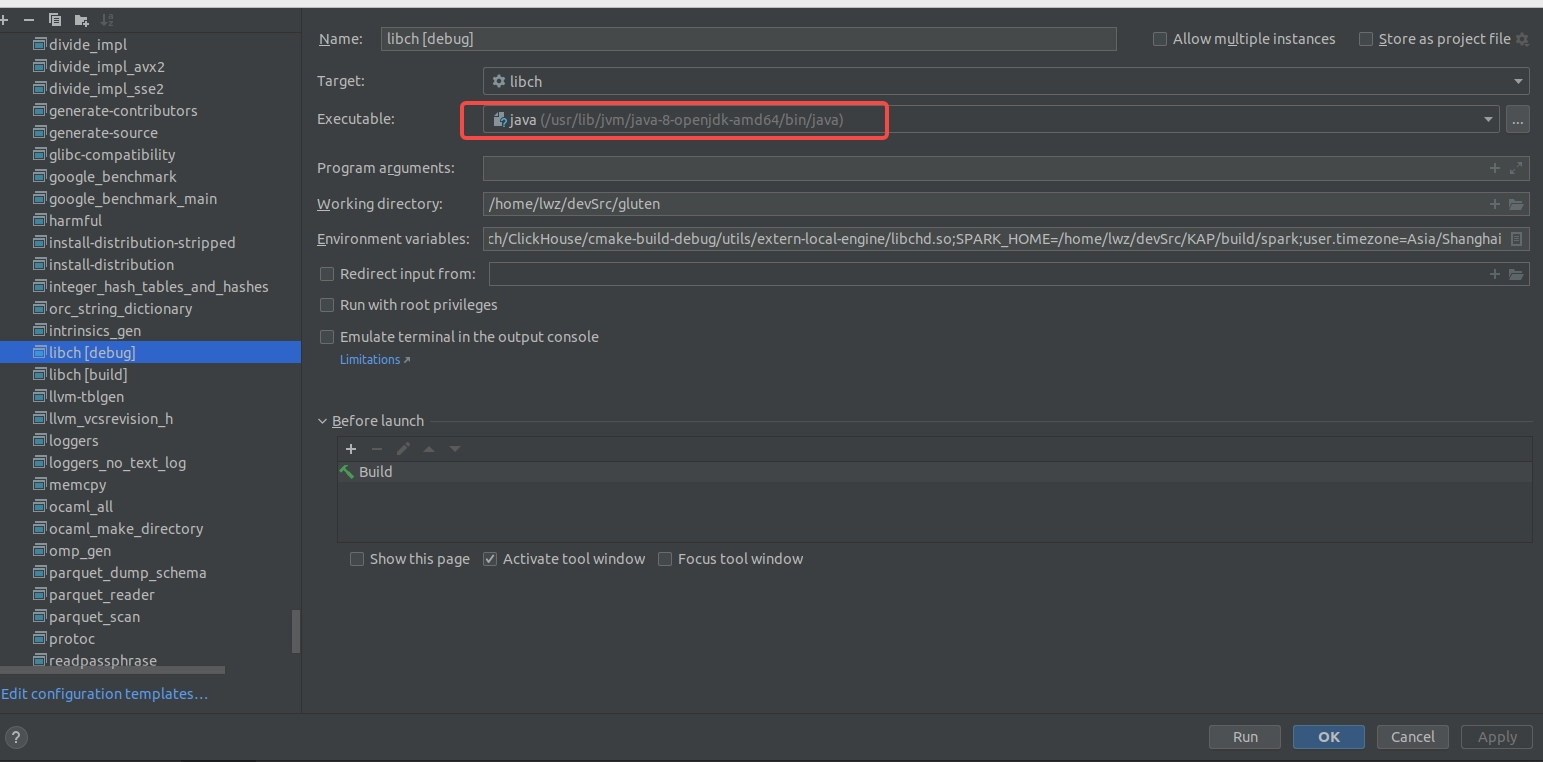 divide_impl
divide_impl_avx2
divide_impl_sse2
generate-contributors
generate-source
glibc-compatibility
google_benchmark
google_benchmark_main
harmful
install-distribution-stripped
install-distribution
integer_hash_tables_and_hashes
orc_string_dictionary
intrinsics_gen
libch [debug]
libch [build]
llvm-tblgen
llvm_vcsrevision_h
loggers
loggers_no_text_log
memcpy
ocaml_all
ocaml_make_directory
omp_gen
parquet_dump_schema
parquet_reader
parquet_scan
protoc
readpassphrase
Edit configuration templates...
Name: libch [debug] Allow multiple instances Store as project file
Target: libch
Executable: java (/usr/lib/jvm/java-8-openjdk-amd64/bin/java) ...
Program arguments:
Working directory: /home/lwz/devSrc/gluten
Environment variables: ch/ClickHouse/cmake-build-debug/utils/extern-local-engine/libchd.so;SPARK_HOME=/home/lwz/devSrc/KAP/build/spark;user.timezone=Asia/Shanghai
Redirect input from:
Run with root privileges
Emulate terminal in the output console
Limitations
Before launch
Build
Show this page Activate tool window Focus tool window
? Run OK Cancel Apply